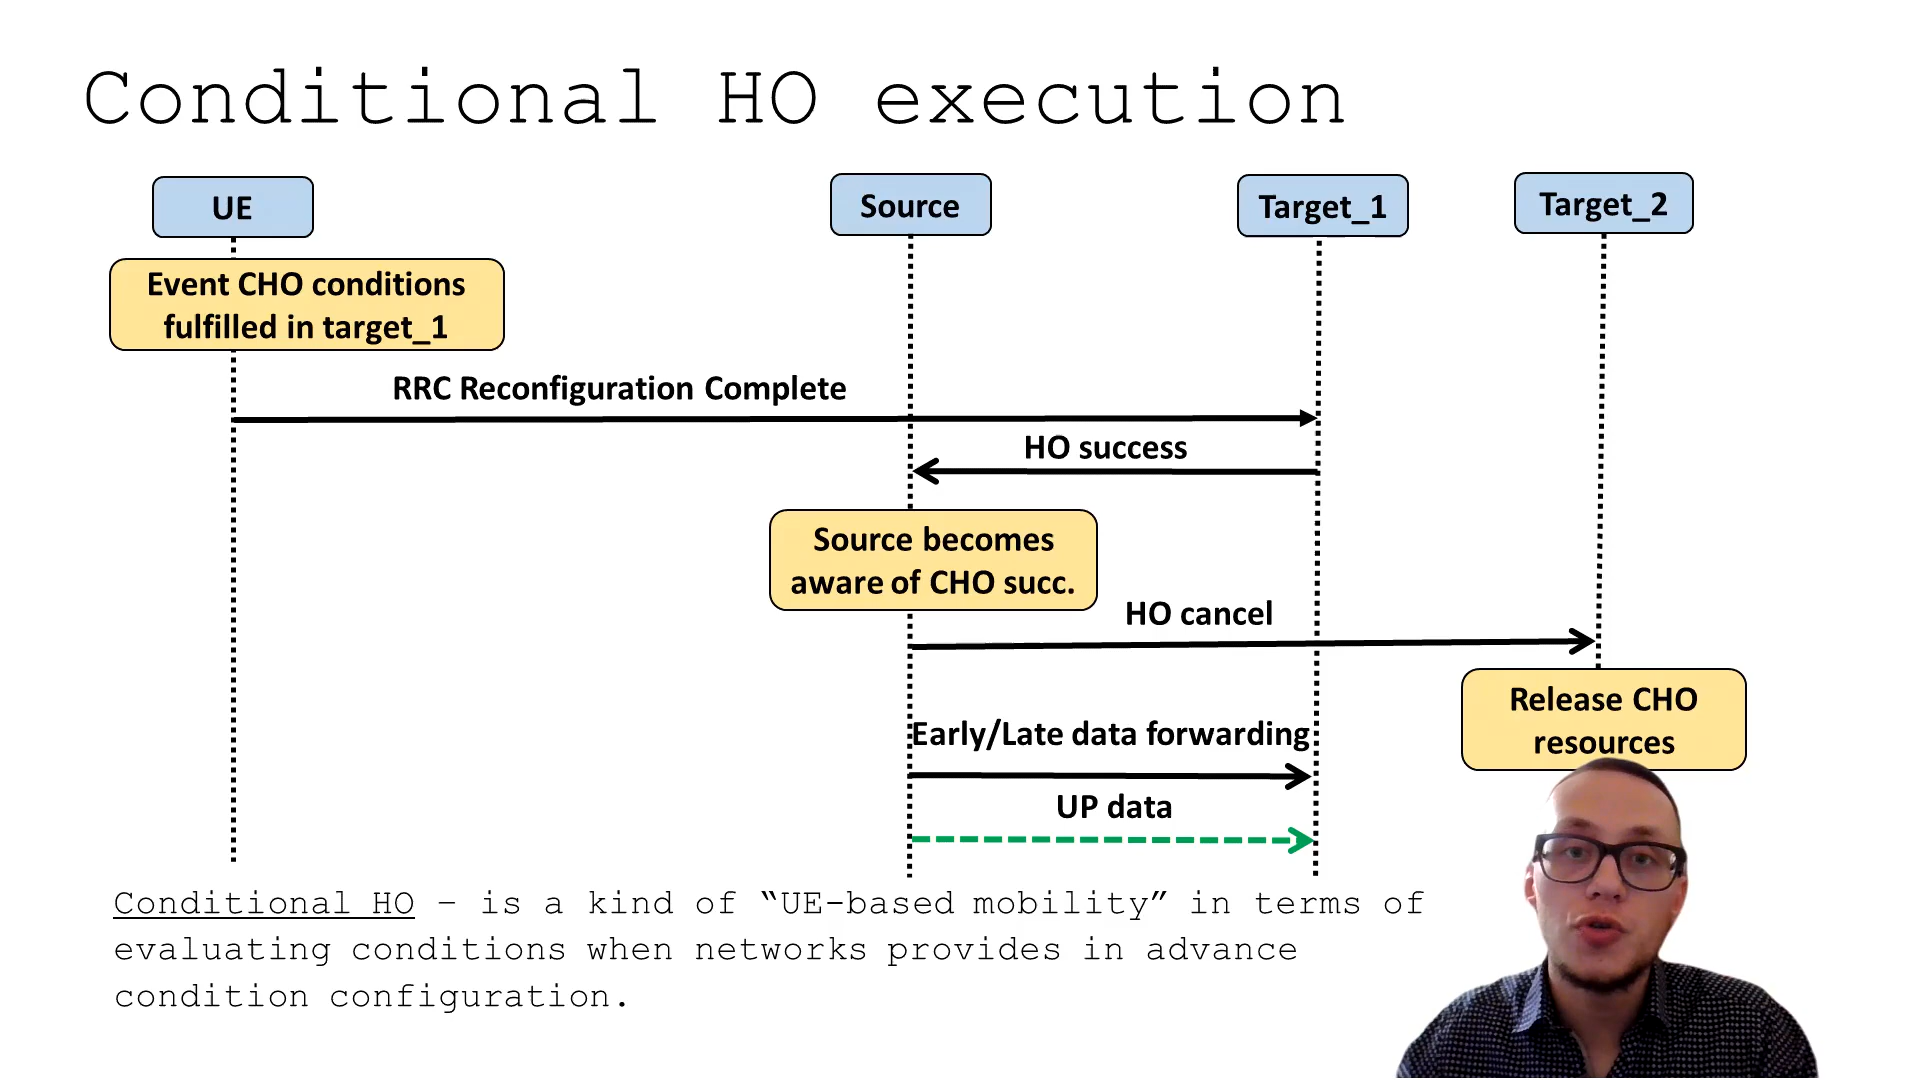 Conditional HO execution
UE
Source
Target_1
Target_2
Event CHO conditions
fulfilled in target_1
RRC Reconfiguration Complete
HO success
Source becomes
aware of CHO succ.
HO cancel
Release CHO
resources
Early/Late data forwarding
UP data
Conditional HO – is a kind of “UE-based mobility” in terms of
evaluating conditions when networks provides in advance
condition configuration.